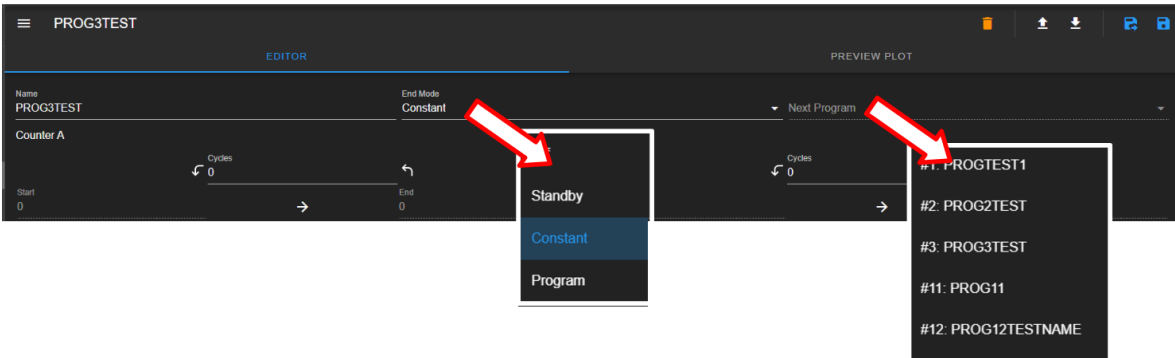 PROG3TEST
EDITOR
PREVIEW PLOT
Name
PROG3TEST
End Mode
Constant
Next Program
Counter A
Cycles
0
Cycles
0
Start
0
End
0
Standby
Constant
Program
#1: PROGTEST1
#2: PROG2TEST
#3: PROG3TEST
#11: PROG11
#12: PROG12TESTNAME